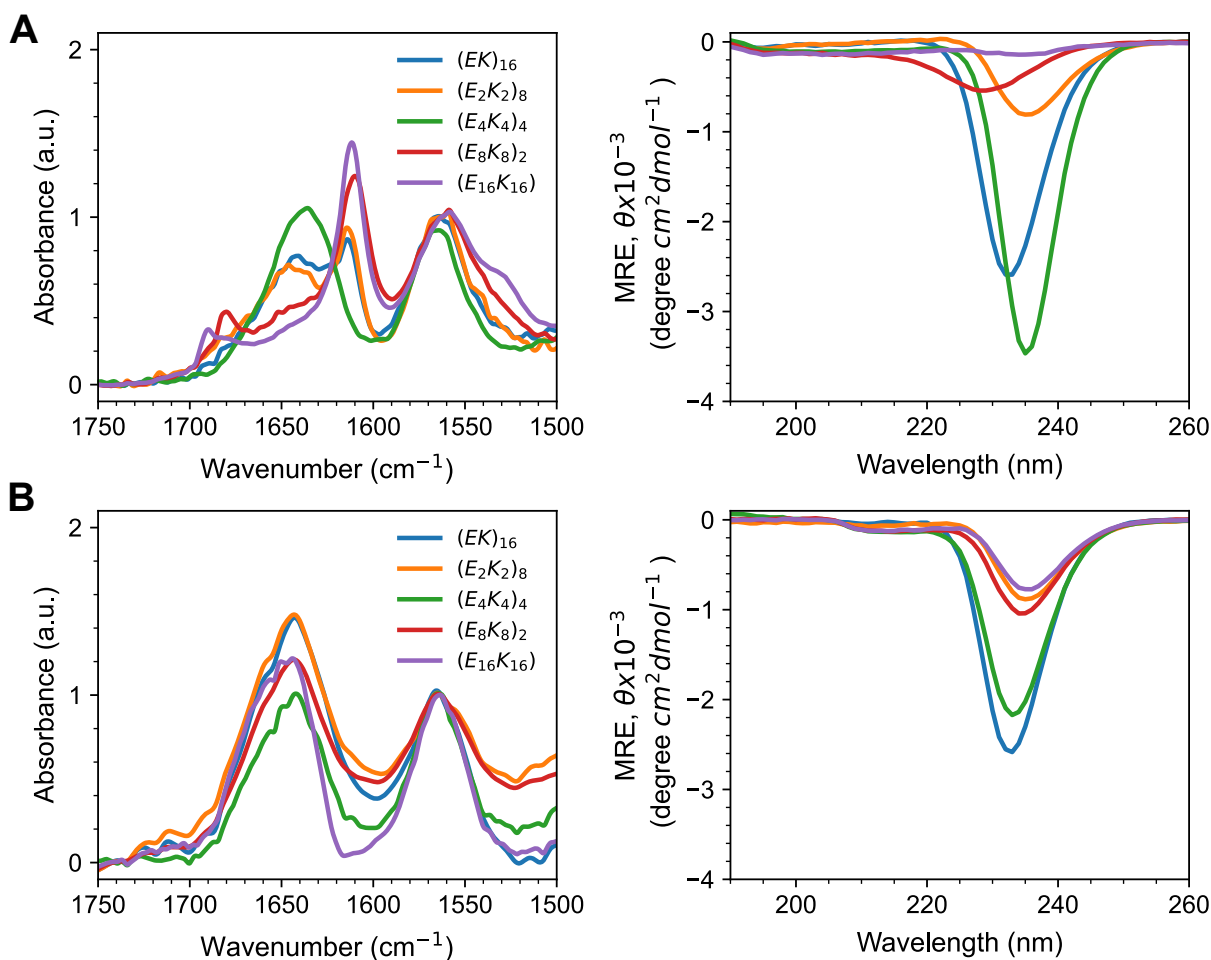 A
2
1
0
Absorbance (a.u.)
(EK)₁₆
(E₂K₂)₈
(E₄K₄)₄
(E₈K₈)₂
(E₁₆K₁₆)
1750 1700 1650 1600 1550 1500
Wavenumber (cm⁻¹)
0
−1
−2
−3
−4
MRE, θx10⁻³
(degree cm²dmol⁻¹)
200 220 240 260
Wavelength (nm)
B
2
1
0
Absorbance (a.u.)
(EK)₁₆
(E₂K₂)₈
(E₄K₄)₄
(E₈K₈)₂
(E₁₆K₁₆)
1750 1700 1650 1600 1550 1500
Wavenumber (cm⁻¹)
0
−1
−2
−3
−4
MRE, θx10⁻³
(degree cm²dmol⁻¹)
200 220 240 260
Wavelength (nm)